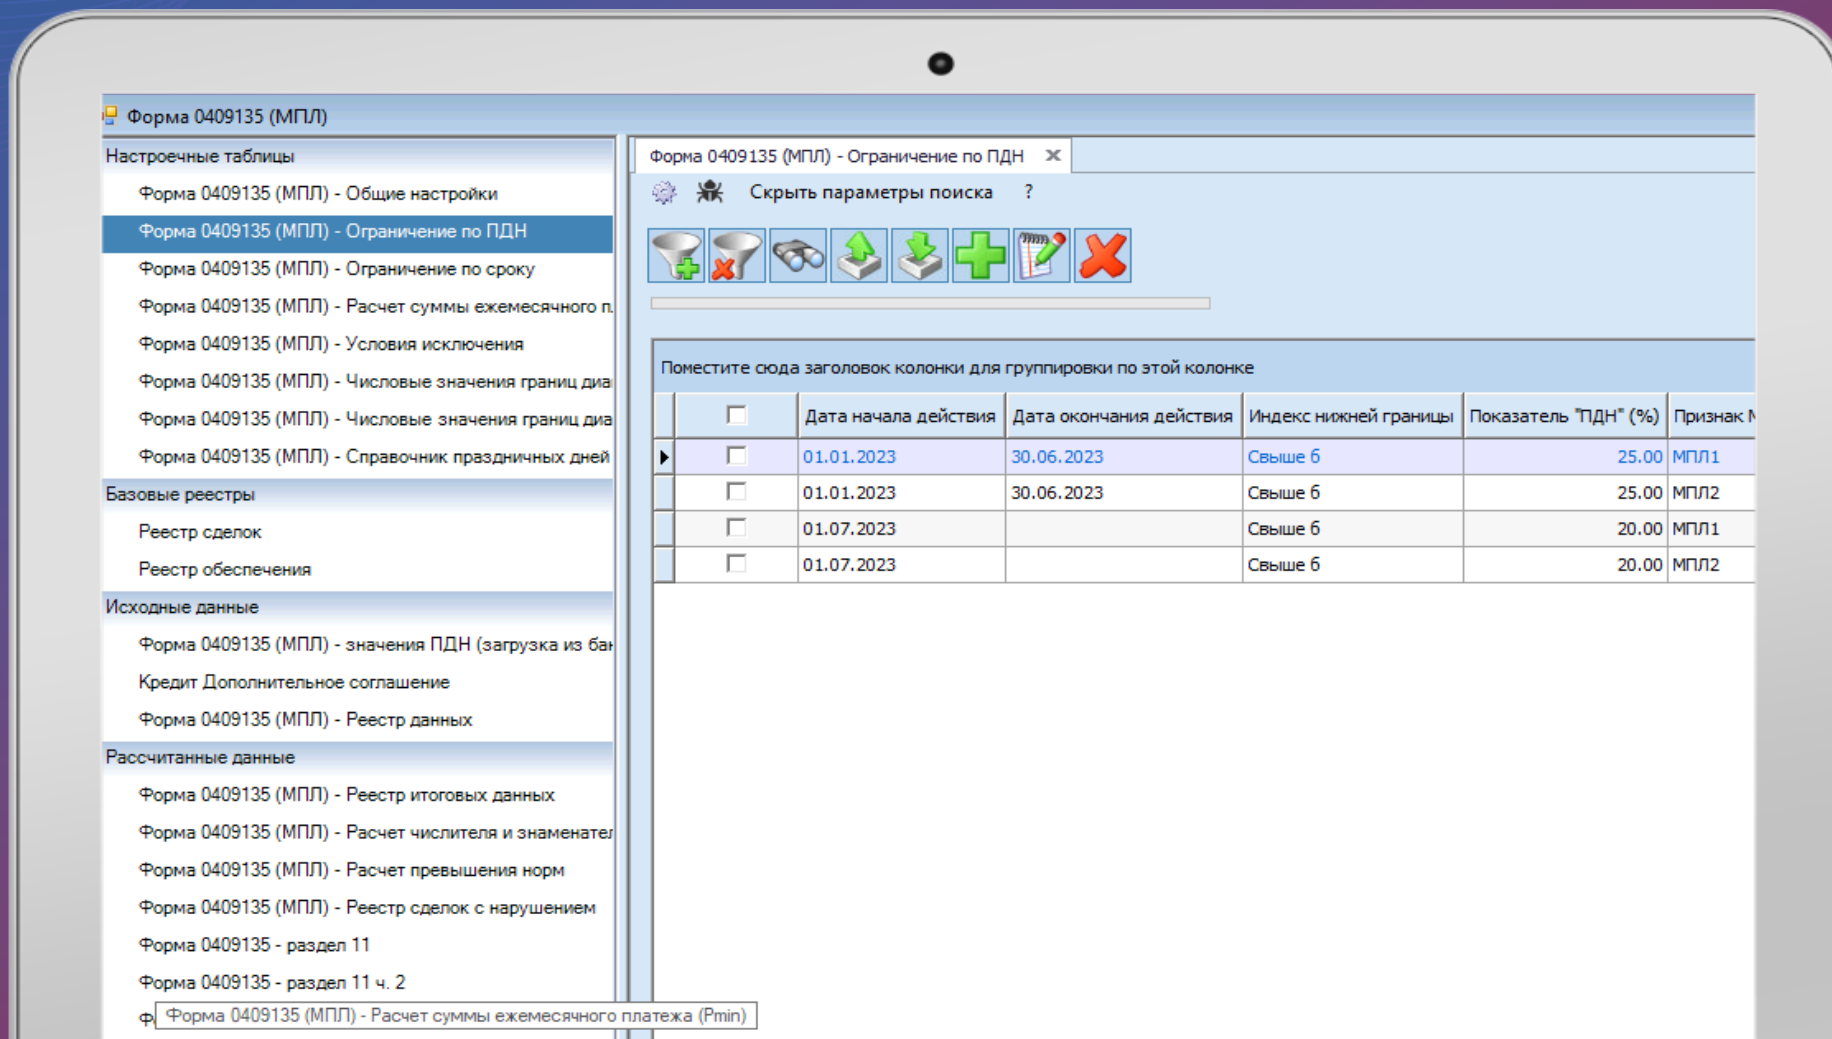 Форма 0409135 (МПЛ)
Настроечные таблицы
Форма 0409135 (МПЛ) - Общие настройки
Форма 0409135 (МПЛ) - Ограничение по ПДН
Форма 0409135 (МПЛ) - Ограничение по сроку
Форма 0409135 (МПЛ) - Расчет суммы ежемесячного п.
Форма 0409135 (МПЛ) - Условия исключения
Форма 0409135 (МПЛ) - Числовые значения границ диа
Форма 0409135 (МПЛ) - Числовые значения границ диа
Форма 0409135 (МПЛ) - Справочник праздничных дней
Базовые реестры
Реестр сделок
Реестр обеспечения
Исходные данные
Форма 0409135 (МПЛ) - значения ПДН (загрузка из бан
Кредит Дополнительное соглашение
Форма 0409135 (МПЛ) - Реестр данных
Рассчитанные данные
Форма 0409135 (МПЛ) - Реестр итоговых данных
Форма 0409135 (МПЛ) - Расчет числителя и знаменател
Форма 0409135 (МПЛ) - Расчет превышения норм
Форма 0409135 (МПЛ) - Реестр сделок с нарушением
Форма 0409135 - раздел 11
Форма 0409135 - раздел 11 ч. 2
Ф
Форма 0409135 (МПЛ) - Расчет суммы ежемесячного платежа (Pmin)
Форма 0409135 (МПЛ) - Ограничение по ПДН
Скрыть параметры поиска ?
Поместите сюда заголовок колонки для группировки по этой колонке
Дата начала действия Дата окончания действия Индекс нижней границы Показатель "ПДН" (%) Признак М
01.01.2023 30.06.2023 Свыше 6 25.00 МПЛ1
01.01.2023 30.06.2023 Свыше 6 25.00 МПЛ2
01.07.2023 Свыше 6 20.00 МПЛ1
01.07.2023 Свыше 6 20.00 МПЛ2